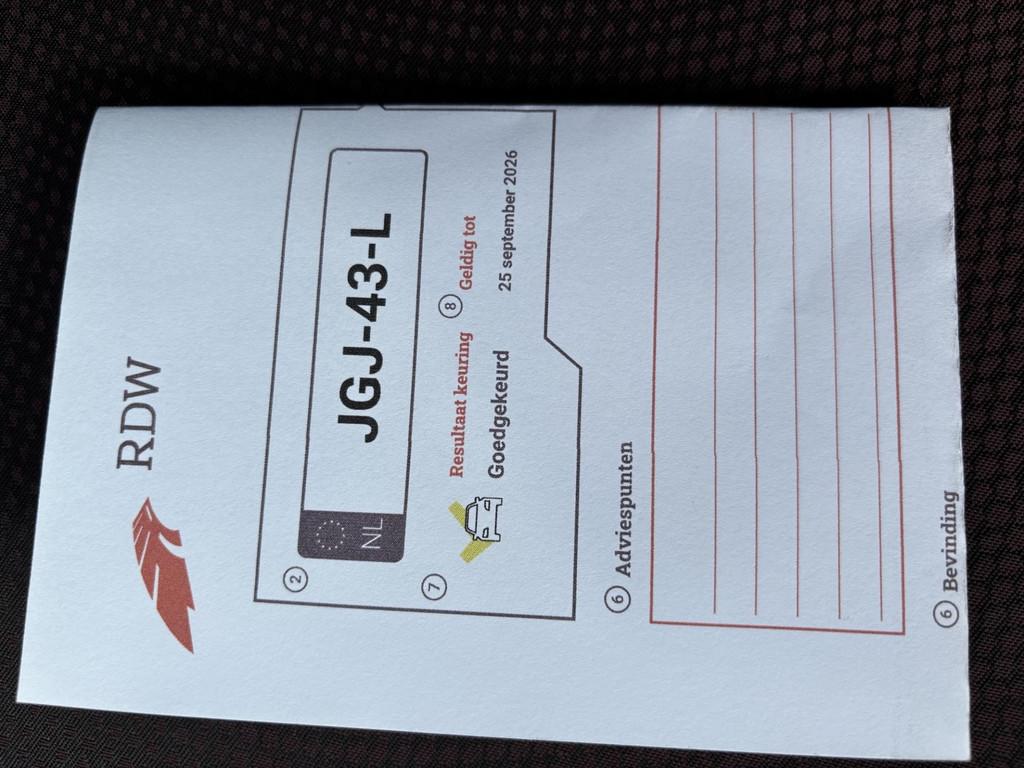 RDW
2
NL
JGJ-43-L
7
Resultaat keuring
8 Geldig tot
Goedgekeurd
25 september 2026
6 Adviespunten
6 Bevinding